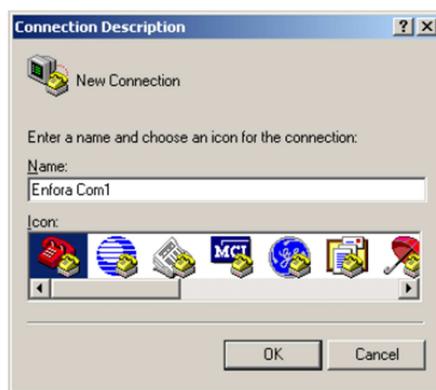 Connection Description
New Connection
Enter a name and choose an icon for the connection:
Name:
Enfora Com1
Icon:
MCI
OK Cancel